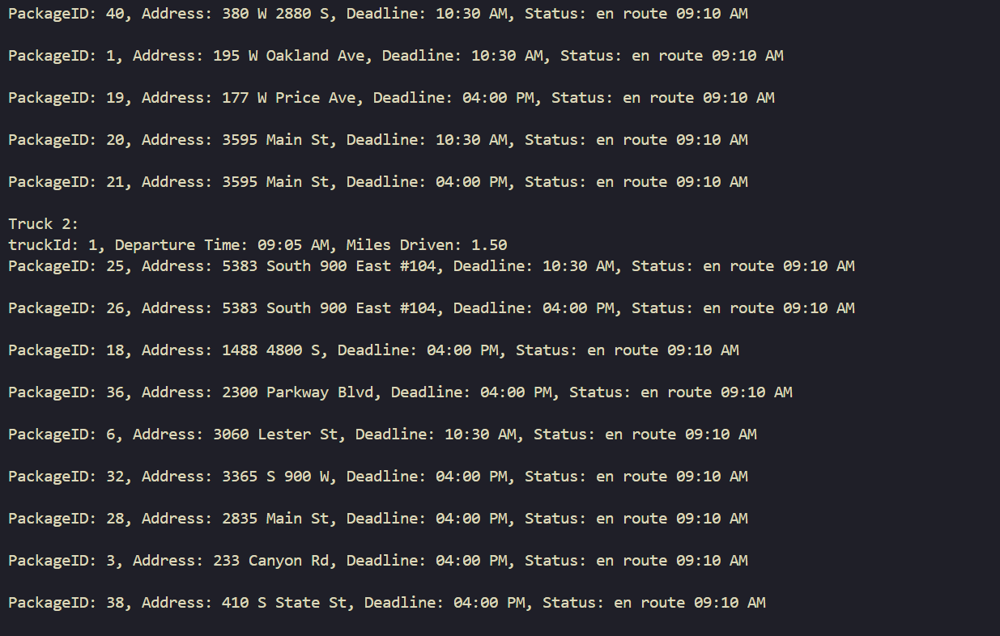 PackageID: 40, Address: 380 W 2880 S, Deadline: 10:30 AM, Status: en route 09:10 AM
PackageID: 1, Address: 195 W Oakland Ave, Deadline: 10:30 AM, Status: en route 09:10 AM
PackageID: 19, Address: 177 W Price Ave, Deadline: 04:00 PM, Status: en route 09:10 AM
PackageID: 20, Address: 3595 Main St, Deadline: 10:30 AM, Status: en route 09:10 AM
PackageID: 21, Address: 3595 Main St, Deadline: 04:00 PM, Status: en route 09:10 AM
Truck 2:
truckId: 1, Departure Time: 09:05 AM, Miles Driven: 1.50
PackageID: 25, Address: 5383 South 900 East #104, Deadline: 10:30 AM, Status: en route 09:10 AM
PackageID: 26, Address: 5383 South 900 East #104, Deadline: 04:00 PM, Status: en route 09:10 AM
PackageID: 18, Address: 1488 4800 S, Deadline: 04:00 PM, Status: en route 09:10 AM
PackageID: 36, Address: 2300 Parkway Blvd, Deadline: 04:00 PM, Status: en route 09:10 AM
PackageID: 6, Address: 3060 Lester St, Deadline: 10:30 AM, Status: en route 09:10 AM
PackageID: 32, Address: 3365 S 900 W, Deadline: 04:00 PM, Status: en route 09:10 AM
PackageID: 28, Address: 2835 Main St, Deadline: 04:00 PM, Status: en route 09:10 AM
PackageID: 3, Address: 233 Canyon Rd, Deadline: 04:00 PM, Status: en route 09:10 AM
PackageID: 38, Address: 410 S State St, Deadline: 04:00 PM, Status: en route 09:10 AM